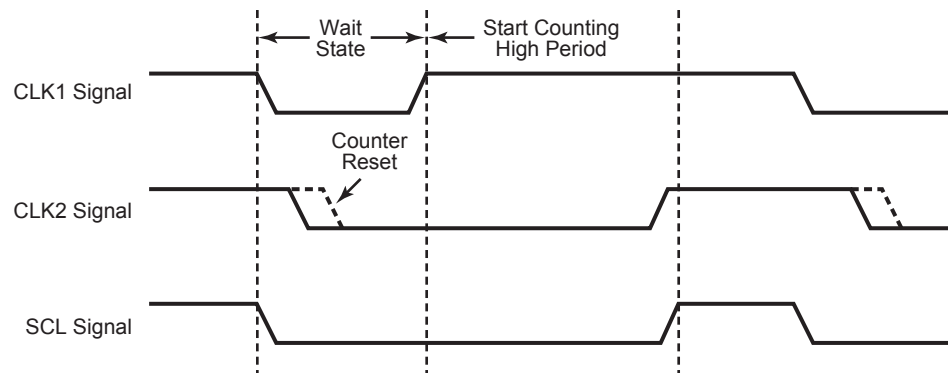 Wait
State
Start Counting
High Period
CLK1 Signal
Counter
Reset
CLK2 Signal
SCL Signal